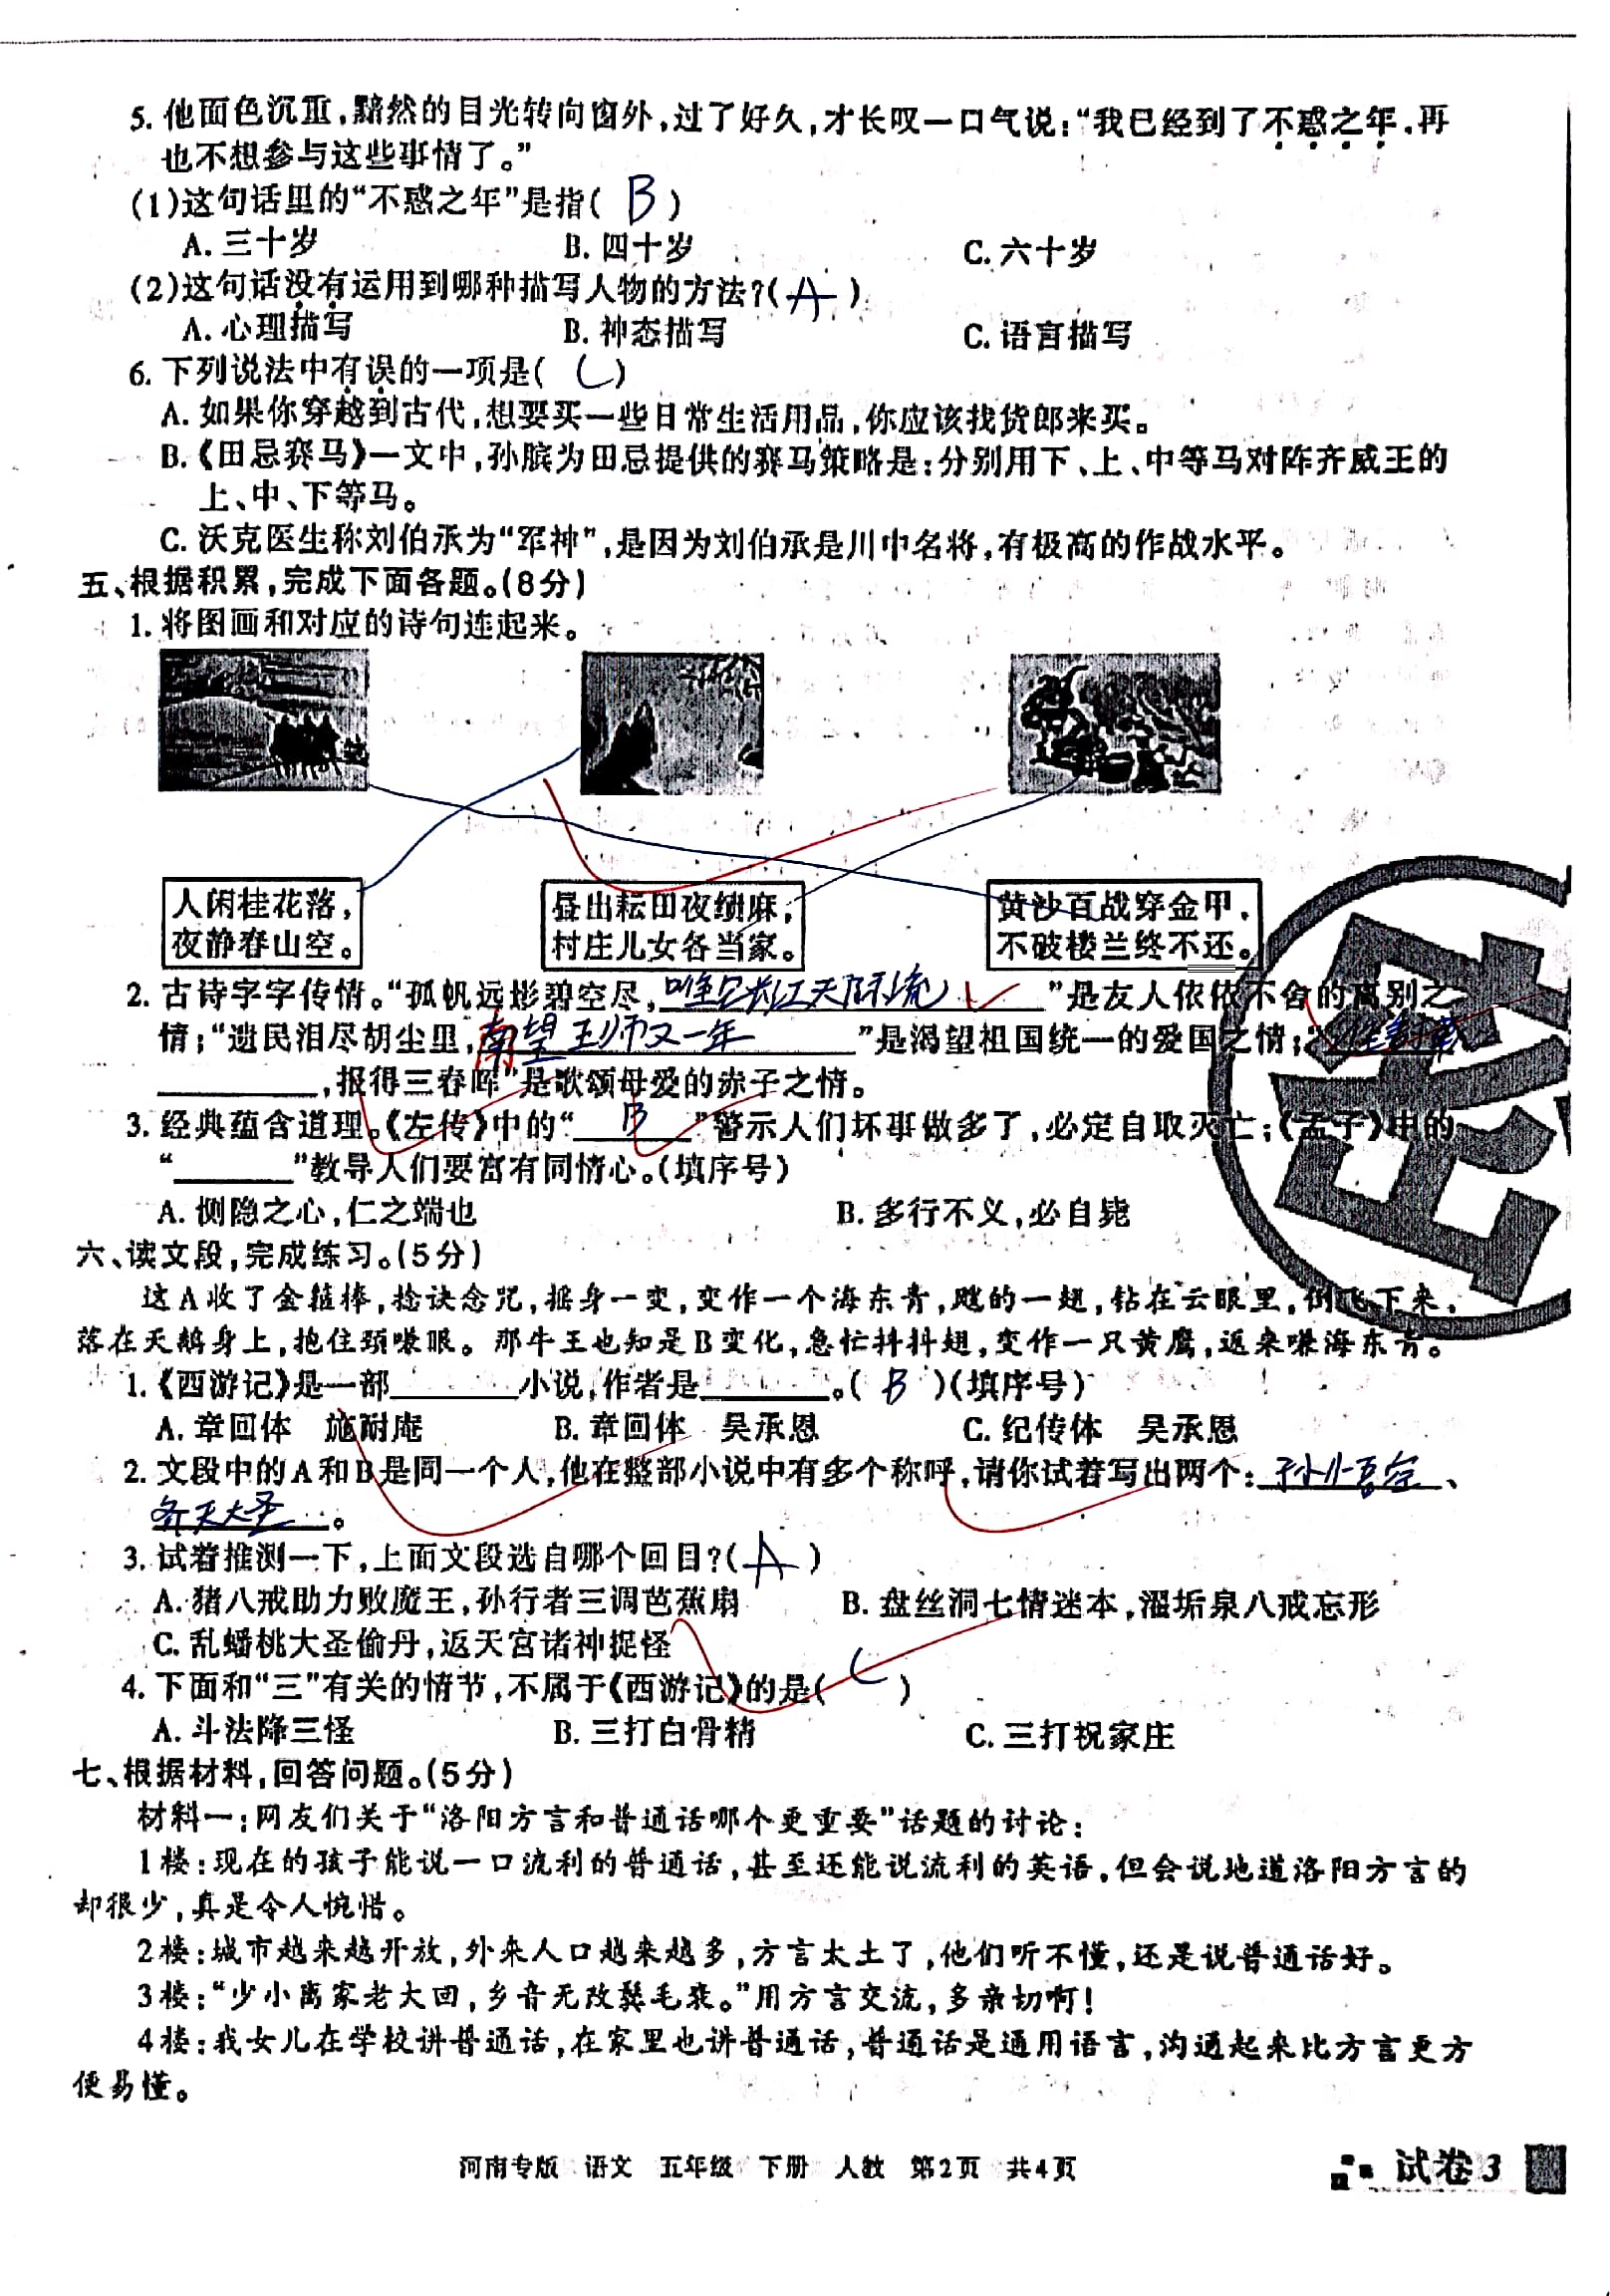 5. 他面色沉重,黯然的目光转向窗外,过了好久,才长叹一口气说:“我已经到了不惑之年,再
也不想参与这些事情了。”
(1)这句话里的“不惑之年”是指( B )
A. 三十岁 B. 四十岁 C. 六十岁
(2)这句话没有运用到哪种描写人物的方法?( A )
A. 心理描写 B. 神态描写 C. 语言描写
6. 下列说法中有误的一项是( C )
A. 如果你穿越到古代,想要买一些日常生活用品,你应该找货郎来买。
B.《田忌赛马》一文中,孙膑为田忌提供的赛马策略是:分别用下、上、中等马对阵齐威王的
上、中、下等马。
C. 沃克医生称刘伯承为“军神”,是因为刘伯承是川中名将,有极高的作战水平。
五、根据积累,完成下面各题。(8分)
1. 将图画和对应的诗句连起来。
人闲桂花落, 昼出耘田夜绩麻, 黄沙百战穿金甲,
夜静春山空。 村庄儿女各当家。 不破楼兰终不还。
2. 古诗字字传情。“孤帆远影碧空尽,唯见长江天际流”是友人依依不舍的离别之
情;“遗民泪尽胡尘里,南望王师又一年”是渴望祖国统一的爱国之情;“
,报得三春晖”是歌颂母爱的赤子之情。
3. 经典蕴含道理。《左传》中的“ B ”警示人们坏事做多了,必定自取灭亡;《孟子》中的
“ ”教导人们要富有同情心。(填序号)
A. 恻隐之心,仁之端也 B. 多行不义,必自毙
六、读文段,完成练习。(5分)
这A收了金箍棒,捻诀念咒,摇身一变,变作一个海东青,飕的一翅,钻在云眼里,倒飞下来,
落在天鹅身上,抱住颈嗛眼。那牛王也知是B变化,急忙抖抖翅,变作一只黄鹰,返来嗛海东青。
1.《西游记》是一部 小说,作者是 。( B )(填序号)
A. 章回体 施耐庵 B. 章回体 吴承恩 C. 纪传体 吴承恩
2. 文段中的A和B是同一个人,他在整部小说中有多个称呼,请你试着写出两个:孙悟空、
齐天大圣。
3. 试着推测一下,上面文段选自哪个回目?( A )
A. 猪八戒助力败魔王,孙行者三调芭蕉扇 B. 盘丝洞七情迷本,濯垢泉八戒忘形
C. 乱蟠桃大圣偷丹,返天宫诸神捉怪
4. 下面和“三”有关的情节,不属于《西游记》的是( C )
A. 斗法降三怪 B. 三打白骨精 C. 三打祝家庄
七、根据材料,回答问题。(5分)
材料一:网友们关于“洛阳方言和普通话哪个更重要”话题的讨论:
1楼:现在的孩子能说一口流利的普通话,甚至还能说流利的英语,但会说地道洛阳方言的
却很少,真是令人惋惜。
2楼:城市越来越开放,外来人口越来越多,方言太土了,他们听不懂,还是说普通话好。
3楼:“少小离家老大回,乡音无改鬓毛衰。”用方言交流,多亲切啊!
4楼:我女儿在学校讲普通话,在家里也讲普通话,普通话是通用语言,沟通起来比方言更方
便易懂。
河南专版 语文 五年级 下册 人教 第2页 共4页
试卷3